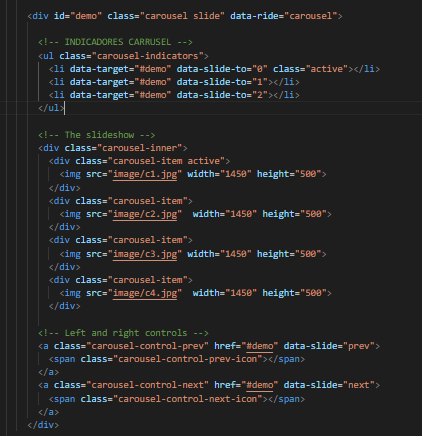 <div id="demo" class="carousel slide" data-ride="carousel">
<!-- INDICADORES CARRUSEL -->
<ul class="carousel-indicators">
<li data-target="#demo" data-slide-to="0" class="active"></li>
<li data-target="#demo" data-slide-to="1"></li>
<li data-target="#demo" data-slide-to="2"></li>
</ul>
<!-- The slideshow -->
<div class="carousel-inner">
<div class="carousel-item active">
<img src="image/c1.jpg" width="1450" height="500">
</div>
<div class="carousel-item">
<img src="image/c2.jpg"  width="1450" height="500">
</div>
<div class="carousel-item">
<img src="image/c3.jpg" width="1450" height="500">
</div>
<div class="carousel-item">
<img src="image/c4.jpg"  width="1450" height="500">
</div>
</div>
<!-- Left and right controls -->
<a class="carousel-control-prev" href="#demo" data-slide="prev">
<span class="carousel-control-prev-icon"></span>
</a>
<a class="carousel-control-next" href="#demo" data-slide="next">
<span class="carousel-control-next-icon"></span>
</a>
</div>